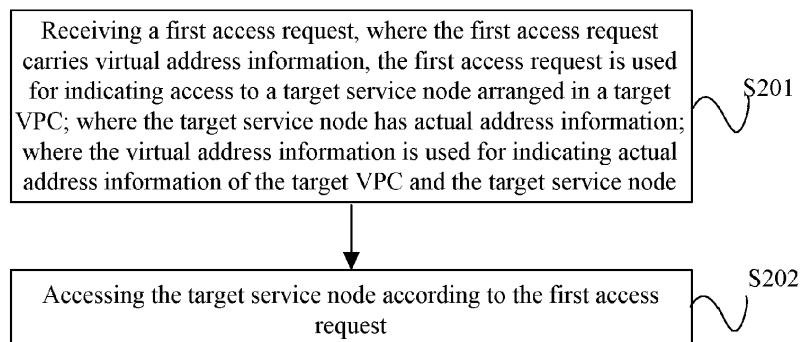 Receiving a first access request, where the first access request
carries virtual address information, the first access request is used
for indicating access to a target service node arranged in a target
VPC; where the target service node has actual address information;
where the virtual address information is used for indicating actual
address information of the target VPC and the target service node
S201
Accessing the target service node according to the first access
request
S202